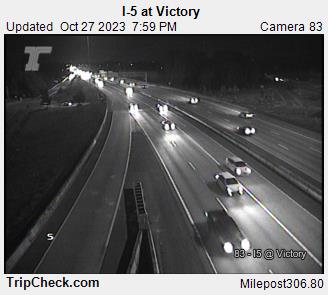 I-5 at Victory
Updated Oct 27 2023 7:59 PM Camera 83
T
S
83 - I5 @ Victory
TripCheck.com Milepost306.80